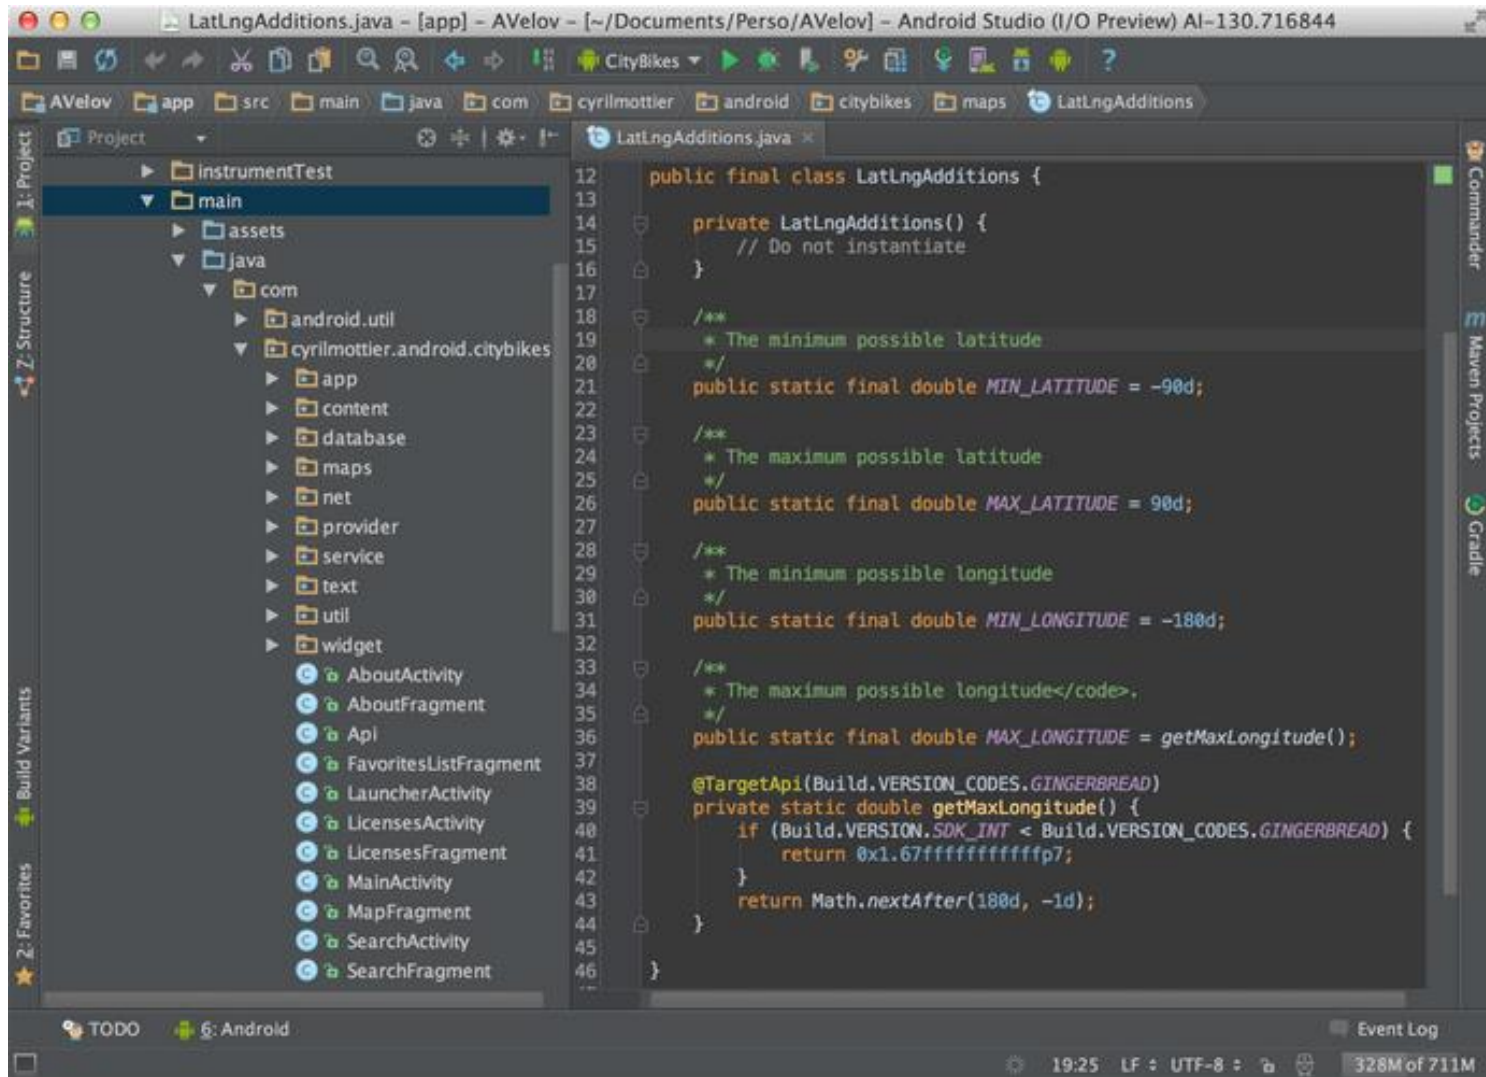 LatLngAdditions.java – [app] – AVelov – [~/Documents/Perso/AVelov] – Android Studio (I/O Preview) AI-130.716844
CityBikes
?
AVelov app src main java com cyrilmottier android citybikes maps LatLngAdditions
Project
LatLngAdditions.java
1: Project
Z: Structure
Build Variants
2: Favorites
instrumentTest
main
assets
java
com
android.util
cyrilmottier.android.citybikes
app
content
database
maps
net
provider
service
text
util
widget
AboutActivity
AboutFragment
Api
FavoritesListFragment
LauncherActivity
LicensesActivity
LicensesFragment
MainActivity
MapFragment
SearchActivity
SearchFragment
12 public final class LatLngAdditions {
13
14 private LatLngAdditions() {
15 // Do not instantiate
16 }
17
18 /**
19 * The minimum possible latitude
20 */
21 public static final double MIN_LATITUDE = -90d;
22
23 /**
24 * The maximum possible latitude
25 */
26 public static final double MAX_LATITUDE = 90d;
27
28 /**
29 * The minimum possible longitude
30 */
31 public static final double MIN_LONGITUDE = -180d;
32
33 /**
34 * The maximum possible longitude</code>.
35 */
36 public static final double MAX_LONGITUDE = getMaxLongitude();
37
38 @TargetApi(Build.VERSION_CODES.GINGERBREAD)
39 private static double getMaxLongitude() {
40 if (Build.VERSION.SDK_INT < Build.VERSION_CODES.GINGERBREAD) {
41 return 0x1.67fffffffffffp7;
42 }
43 return Math.nextAfter(180d, -1d);
44 }
45
46 }
Commander
m Maven Projects
Gradle
TODO
6: Android
Event Log
19:25 LF UTF-8 328M of 711M